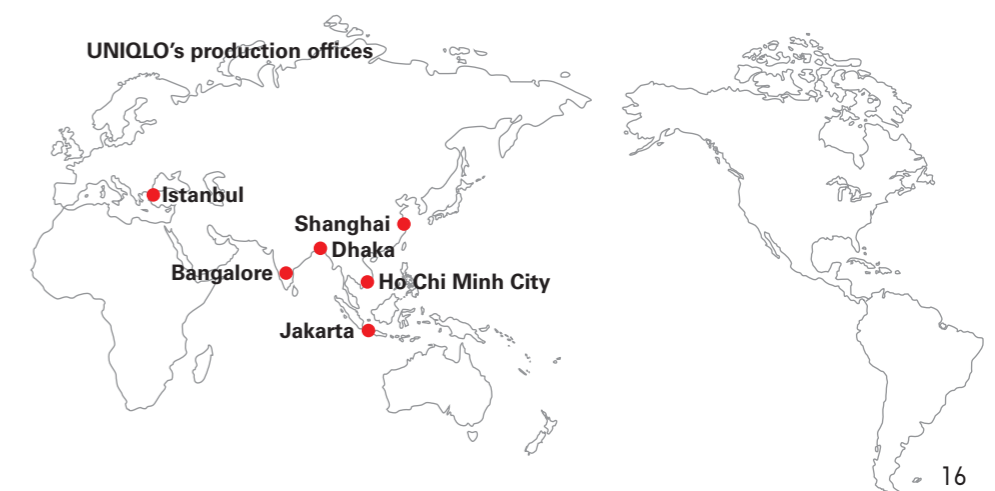 UNIQLO's production offices
Istanbul
Shanghai
Dhaka
Bangalore
Ho Chi Minh City
Jakarta
16